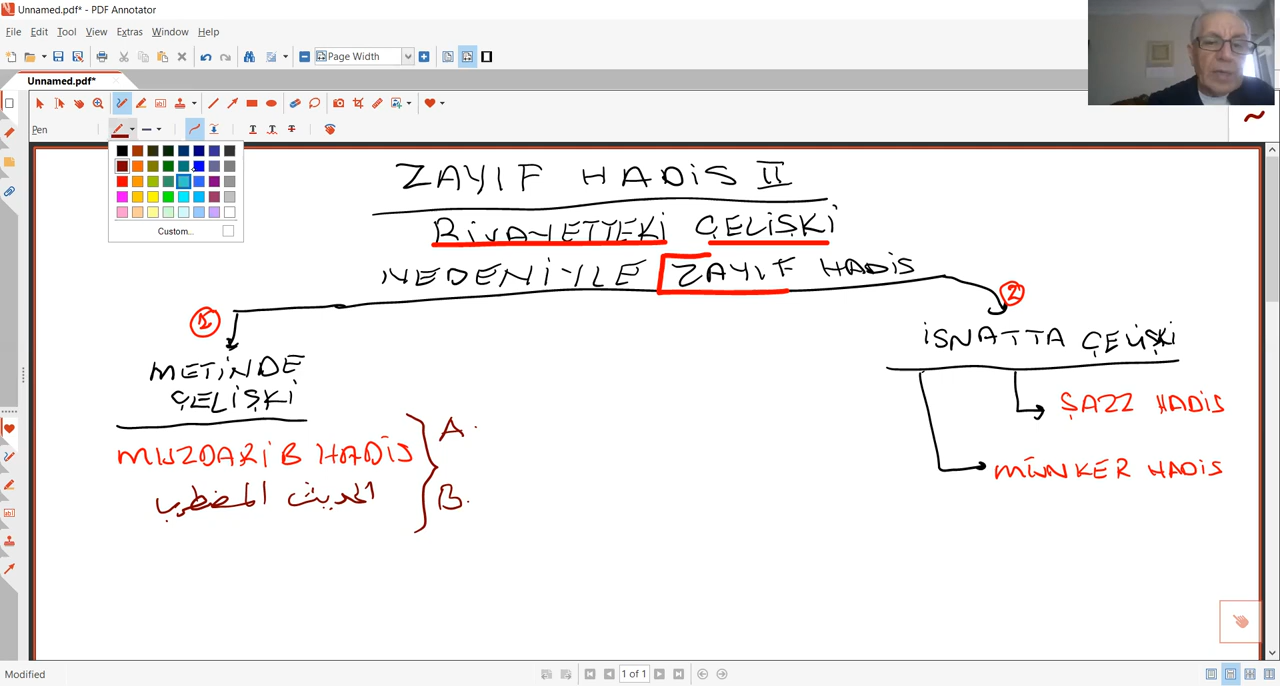 Unnamed.pdf* - PDF Annotator
File Edit Tool View Extras Window Help
Page Width
Unnamed.pdf*
Pen
Custom...
ZAYIF HADİS II
RİVAYETTEKİ ÇELİŞKİ
NEDENİYLE ZAYIF HADİS
1
2
METİNDE
ÇELİŞKİ
İSNATTA ÇELİŞKİ
MUZDARİB HADİS
الحديث المضطرب
A.
B.
ŞAZZ HADİS
MÜNKER HADİS
Modified
1 of 1